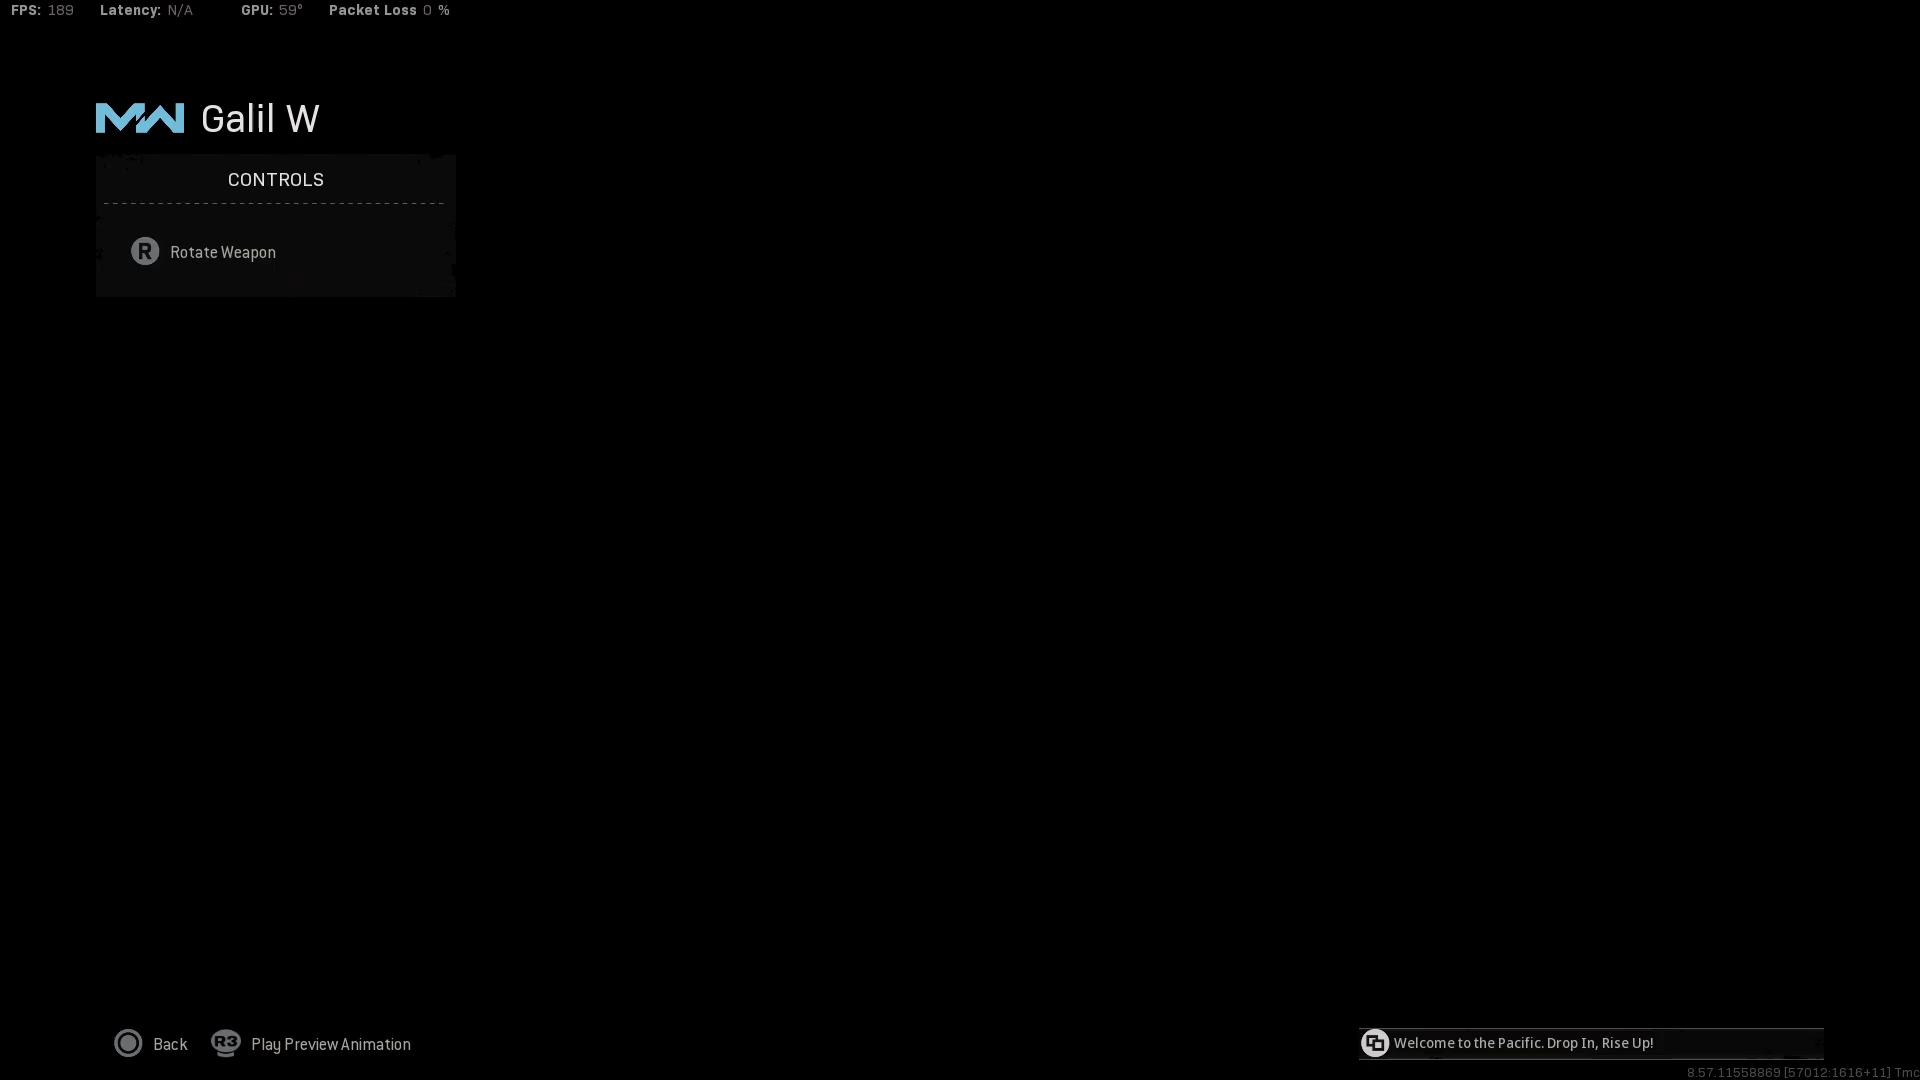 FPS: 189 Latency: N/A GPU: 59° Packet Loss 0 %
MW Galil W
CONTROLS
R Rotate Weapon
Back R3 Play Preview Animation
Welcome to the Pacific. Drop In, Rise Up!
8.57.11558869 [57012:1616+11] Tmc